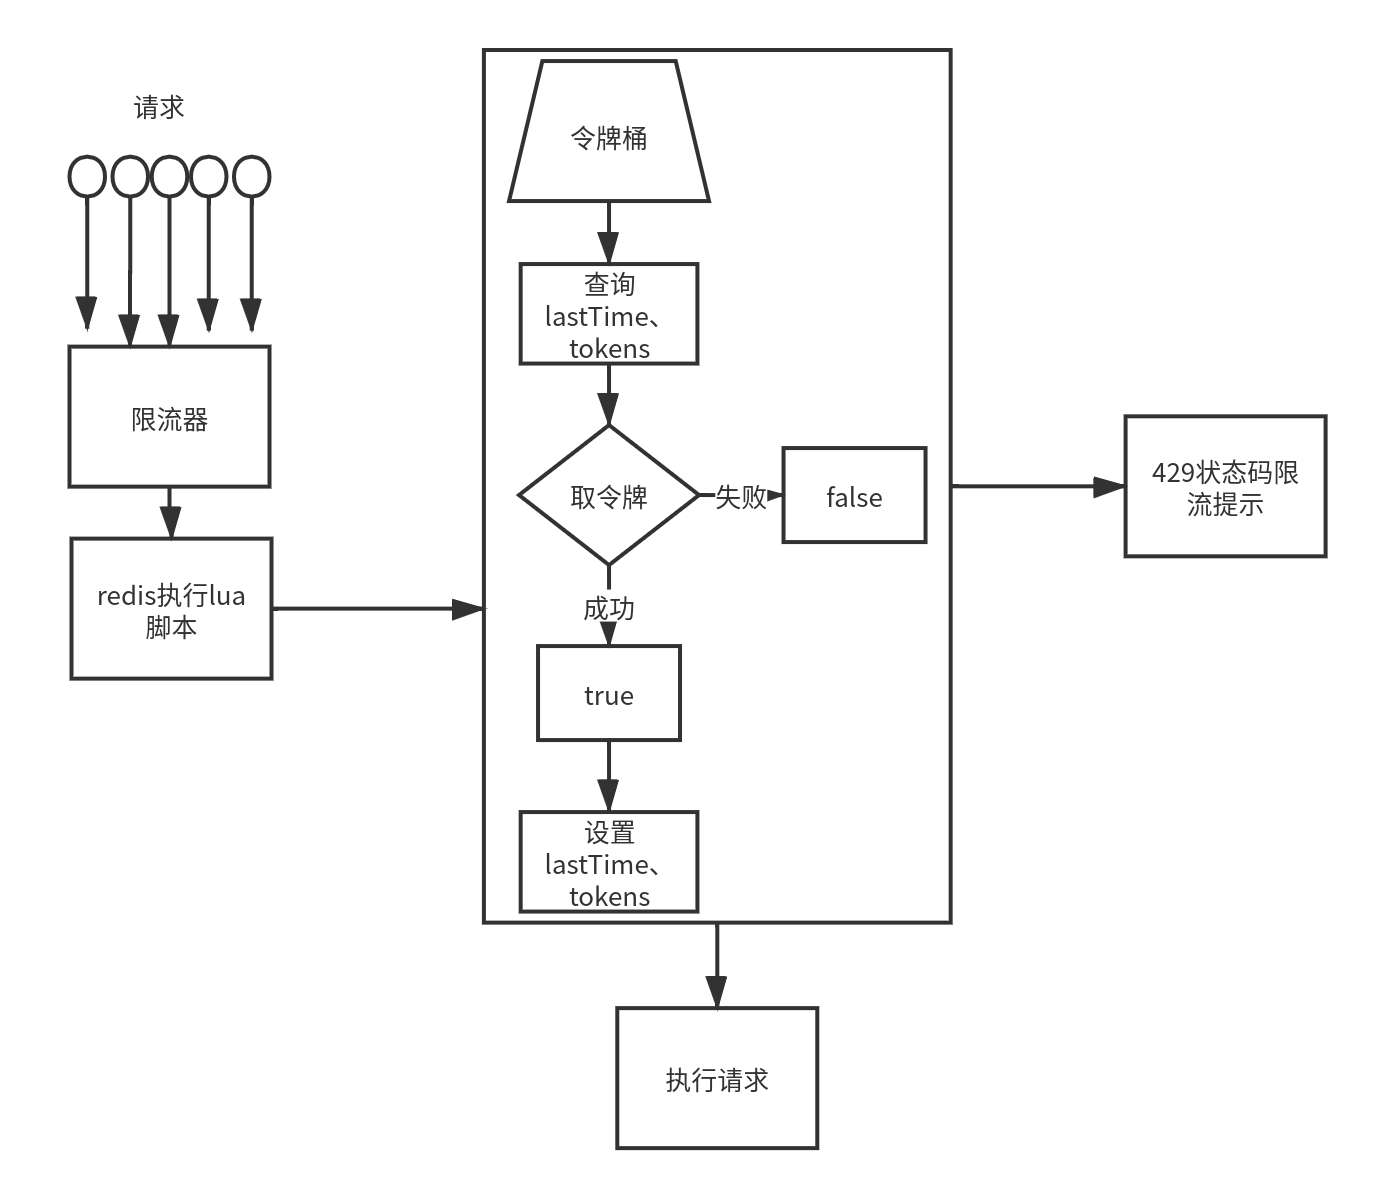 请求
限流器
redis执行lua
脚本
令牌桶
查询
lastTime、
tokens
取令牌
失败
false
成功
true
设置
lastTime、
tokens
429状态码限
流提示
执行请求